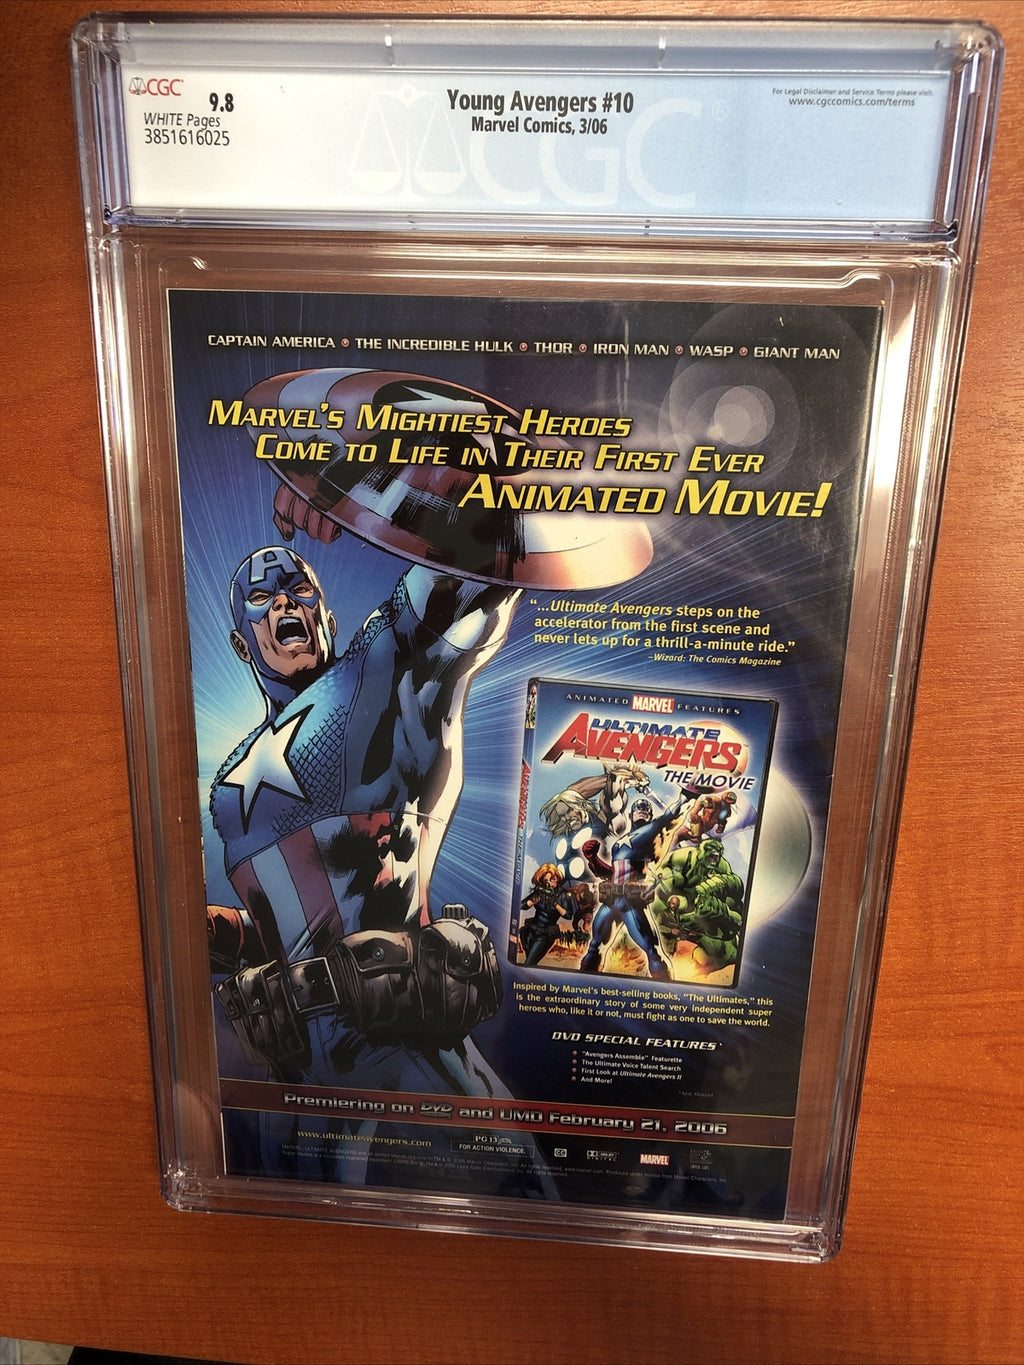 CGC
9.8
WHITE Pages
3851616025
Young Avengers #10
Marvel Comics, 3/06
For Legal Disclaimer and Service Terms please visit:
www.cgccomics.com/terms
CGC
CAPTAIN AMERICA • THE INCREDIBLE HULK • THOR • IRON MAN • WASP • GIANT MAN
MARVEL'S MIGHTIEST HEROES
COME TO LIFE IN THEIR FIRST EVER
ANIMATED MOVIE!
"...Ultimate Avengers steps on the
accelerator from the first scene and
never lets up for a thrill-a-minute ride."
–Wizard: The Comics Magazine
ANIMATED MARVEL FEATURES
ULTIMATE
AVENGERS
THE MOVIE
Inspired by Marvel's best-selling books, "The Ultimates," this
is the extraordinary story of some very independent super
heroes who, like it or not, must fight as one to save the world.
DVD SPECIAL FEATURES*
• "Avengers Assemble" Featurette
• The Ultimate Voice Talent Search
• First Look at Ultimate Avengers II
• And More!
*Not Rated
Premiering on DVD and UMD February 21, 2006
www.ultimateavengers.com
PG 13
FOR ACTION VIOLENCE.
MARVEL